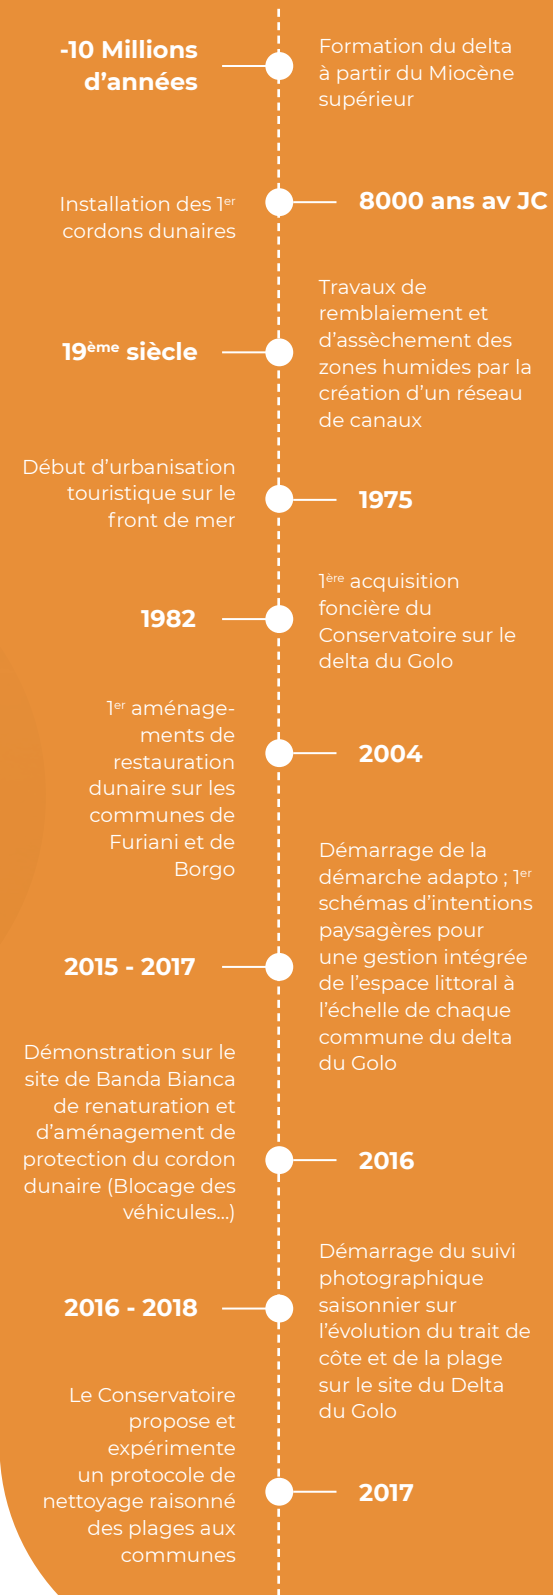 -10 Millions
d'années
Formation du delta
à partir du Miocène
supérieur
8000 ans av JC
Installation des 1er
cordons dunaires
19ème siècle
Travaux de
remblaiement et
d'assèchement des
zones humides par la
création d'un réseau
de canaux
1975
Début d'urbanisation
touristique sur le
front de mer
1982
1ère acquisition
foncière du
Conservatoire sur le
delta du Golo
2004
1er aménage-
ments de
restauration
dunaire sur les
communes de
Furiani et de
Borgo
2015 - 2017
Démarrage de la
démarche adapto ; 1er
schémas d'intentions
paysagères pour
une gestion intégrée
de l'espace littoral à
l'échelle de chaque
commune du delta
du Golo
2016
Démonstration sur le
site de Banda Bianca
de renaturation et
d'aménagement de
protection du cordon
dunaire (Blocage des
véhicules...)
2016 - 2018
Démarrage du suivi
photographique
saisonnier sur
l'évolution du trait de
côte et de la plage
sur le site du Delta
du Golo
2017
Le Conservatoire
propose et
expérimente
un protocole de
nettoyage raisonné
des plages aux
communes